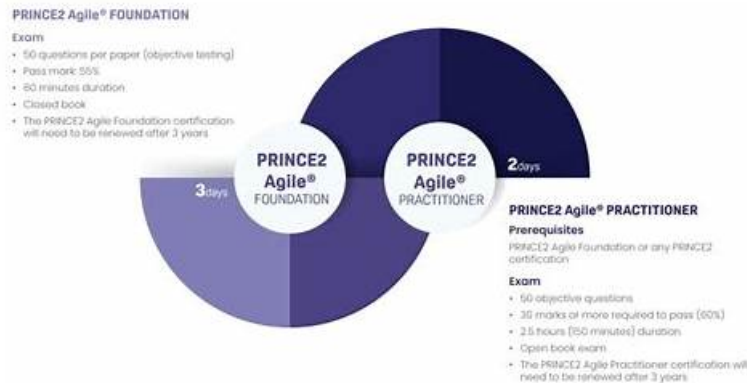 PRINCE2 Agile® FOUNDATION
Exam
• 50 questions per paper (objective testing)
• Pass mark: 55%
• 60 minutes duration
• Closed book
• The PRINCE2 Agile Foundation certification
will need to be renewed after 3 years
3days
PRINCE2
Agile®
FOUNDATION
PRINCE2
Agile®
PRACTITIONER
2days
PRINCE2 Agile® PRACTITIONER
Prerequisites
PRINCE2 Agile Foundation or any PRINCE2
certification
Exam
• 50 objective questions
• 30 marks or more required to pass (60%)
• 2.5 hours (150 minutes) duration
• Open book exam
• The PRINCE2 Agile Practitioner certification will
need to be renewed after 3 years